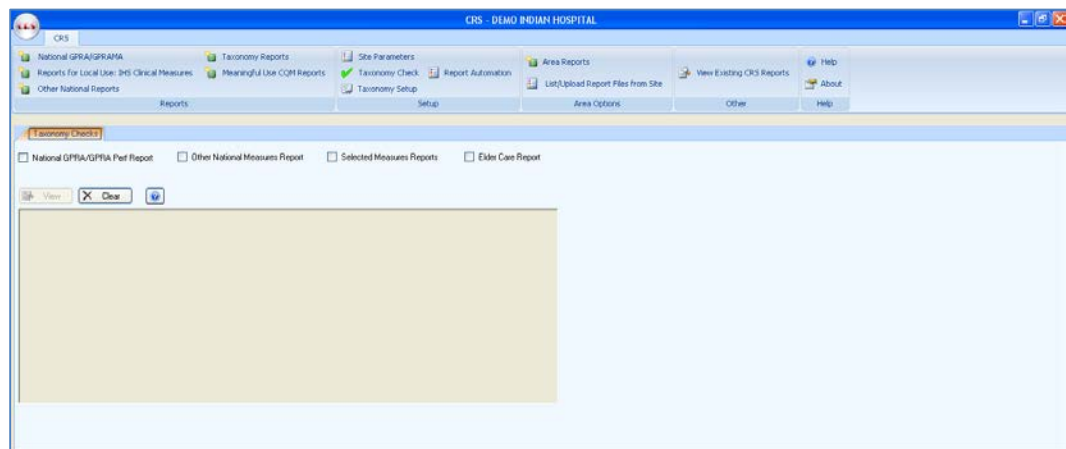 CRS - DEMO INDIAN HOSPITAL
CRS
National GPRA/GPRAMA
Reports for Local Use: IHS Clinical Measures
Other National Reports
Taxonomy Reports
Meaningful Use CQM Reports
Reports
Site Parameters
Taxonomy Check
Report Automation
Taxonomy Setup
Setup
Area Reports
List/Upload Report Files from Site
Area Options
View Existing CRS Reports
Other
Help
About
Help
Taxonomy Checks
National GPRA/GPRA Perf Report
Other National Measures Report
Selected Measures Reports
Elder Care Report
View
Clear